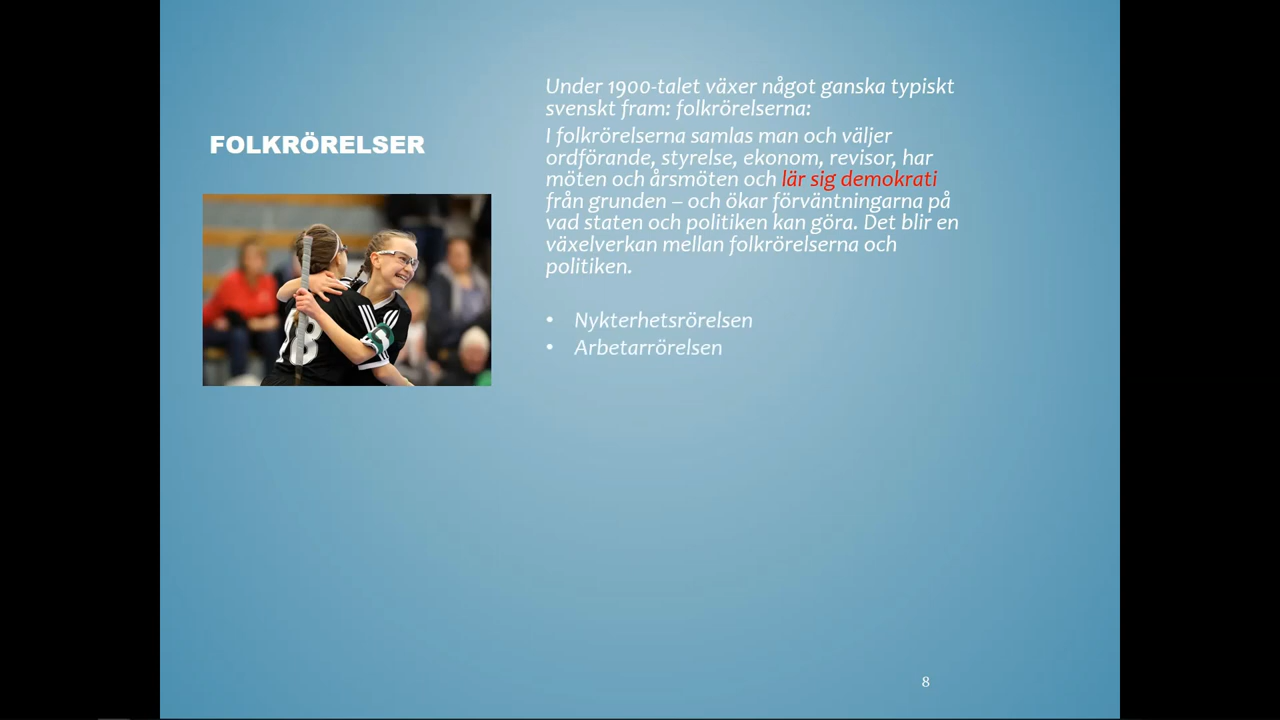 FOLKRÖRELSER
Under 1900-talet växer något ganska typiskt
svenskt fram: folkrörelserna:
I folkrörelserna samlas man och väljer
ordförande, styrelse, ekonom, revisor, har
möten och årsmöten och lär sig demokrati
från grunden – och ökar förväntningarna på
vad staten och politiken kan göra. Det blir en
växelverkan mellan folkrörelserna och
politiken.
• Nykterhetsrörelsen
• Arbetarrörelsen
18
8